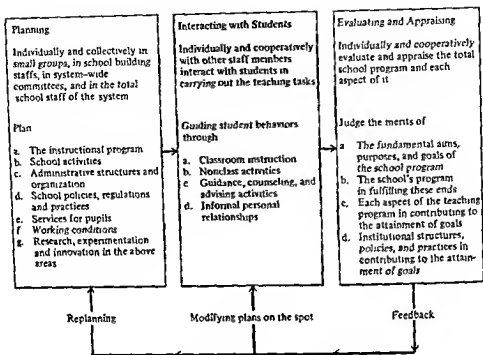 Planning
Individually and collectively in
small groups, in school building
staffs, in system-wide
committees, and in the total
school staff of the system
Plan
a. The instructional program
b. School activities
c. Administrative structures and
organization
d. School policies, regulations
and practices
e. Services for pupils
f Working conditions
g. Research, experimentation
and innovation in the above
areas
Interacting with Students
Individually and cooperatively
with other staff members
interact with students in
carrying out the teaching tasks
Guiding student behaviors
through
a. Classroom instruction
b. Nonclass activities
c Guidance, counseling, and
advising activities
d. Informal personal
relationships
Evaluating and Appraising
Individually and cooperatively
evaluate and appraise the total
school program and each
aspect of it
Judge the merits of
a The fundamental aims,
purposes, and goals of
the school program
b. The school's program
in fulfilling these ends
c. Each aspect of the teaching
program in contributing to
the attainment of goals
d. Institutional structures,
policies, and practices in
contributing to the attain-
ment of goals
Replanning
Modifying plans on the spot
Feedback